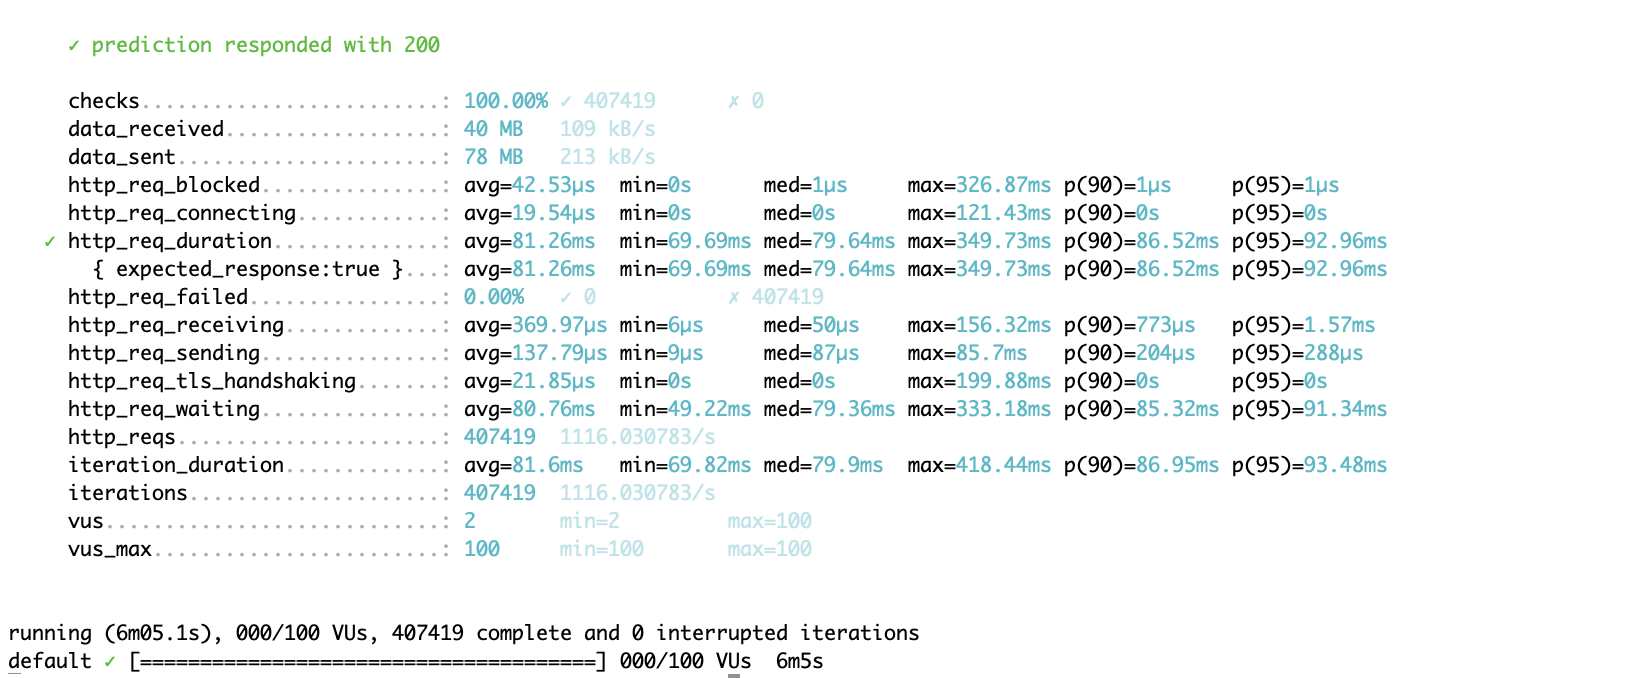 ✓ prediction responded with 200
checks.........................: 100.00% ✓ 407419      ✗ 0
data_received..................: 40 MB   109 kB/s
data_sent......................: 78 MB   213 kB/s
http_req_blocked...............: avg=42.53µs  min=0s      med=1µs     max=326.87ms p(90)=1µs     p(95)=1µs
http_req_connecting............: avg=19.54µs  min=0s      med=0s      max=121.43ms p(90)=0s      p(95)=0s
✓ http_req_duration..............: avg=81.26ms  min=69.69ms med=79.64ms max=349.73ms p(90)=86.52ms p(95)=92.96ms
{ expected_response:true }...: avg=81.26ms  min=69.69ms med=79.64ms max=349.73ms p(90)=86.52ms p(95)=92.96ms
http_req_failed................: 0.00%   ✓ 0           ✗ 407419
http_req_receiving.............: avg=369.97µs min=6µs     med=50µs    max=156.32ms p(90)=773µs   p(95)=1.57ms
http_req_sending...............: avg=137.79µs min=9µs     med=87µs    max=85.7ms   p(90)=204µs   p(95)=288µs
http_req_tls_handshaking.......: avg=21.85µs  min=0s      med=0s      max=199.88ms p(90)=0s      p(95)=0s
http_req_waiting...............: avg=80.76ms  min=49.22ms med=79.36ms max=333.18ms p(90)=85.32ms p(95)=91.34ms
http_reqs......................: 407419  1116.030783/s
iteration_duration.............: avg=81.6ms   min=69.82ms med=79.9ms  max=418.44ms p(90)=86.95ms p(95)=93.48ms
iterations.....................: 407419  1116.030783/s
vus............................: 2       min=2         max=100
vus_max........................: 100     min=100       max=100
running (6m05.1s), 000/100 VUs, 407419 complete and 0 interrupted iterations
default ✓ [======================================] 000/100 VUs  6m5s